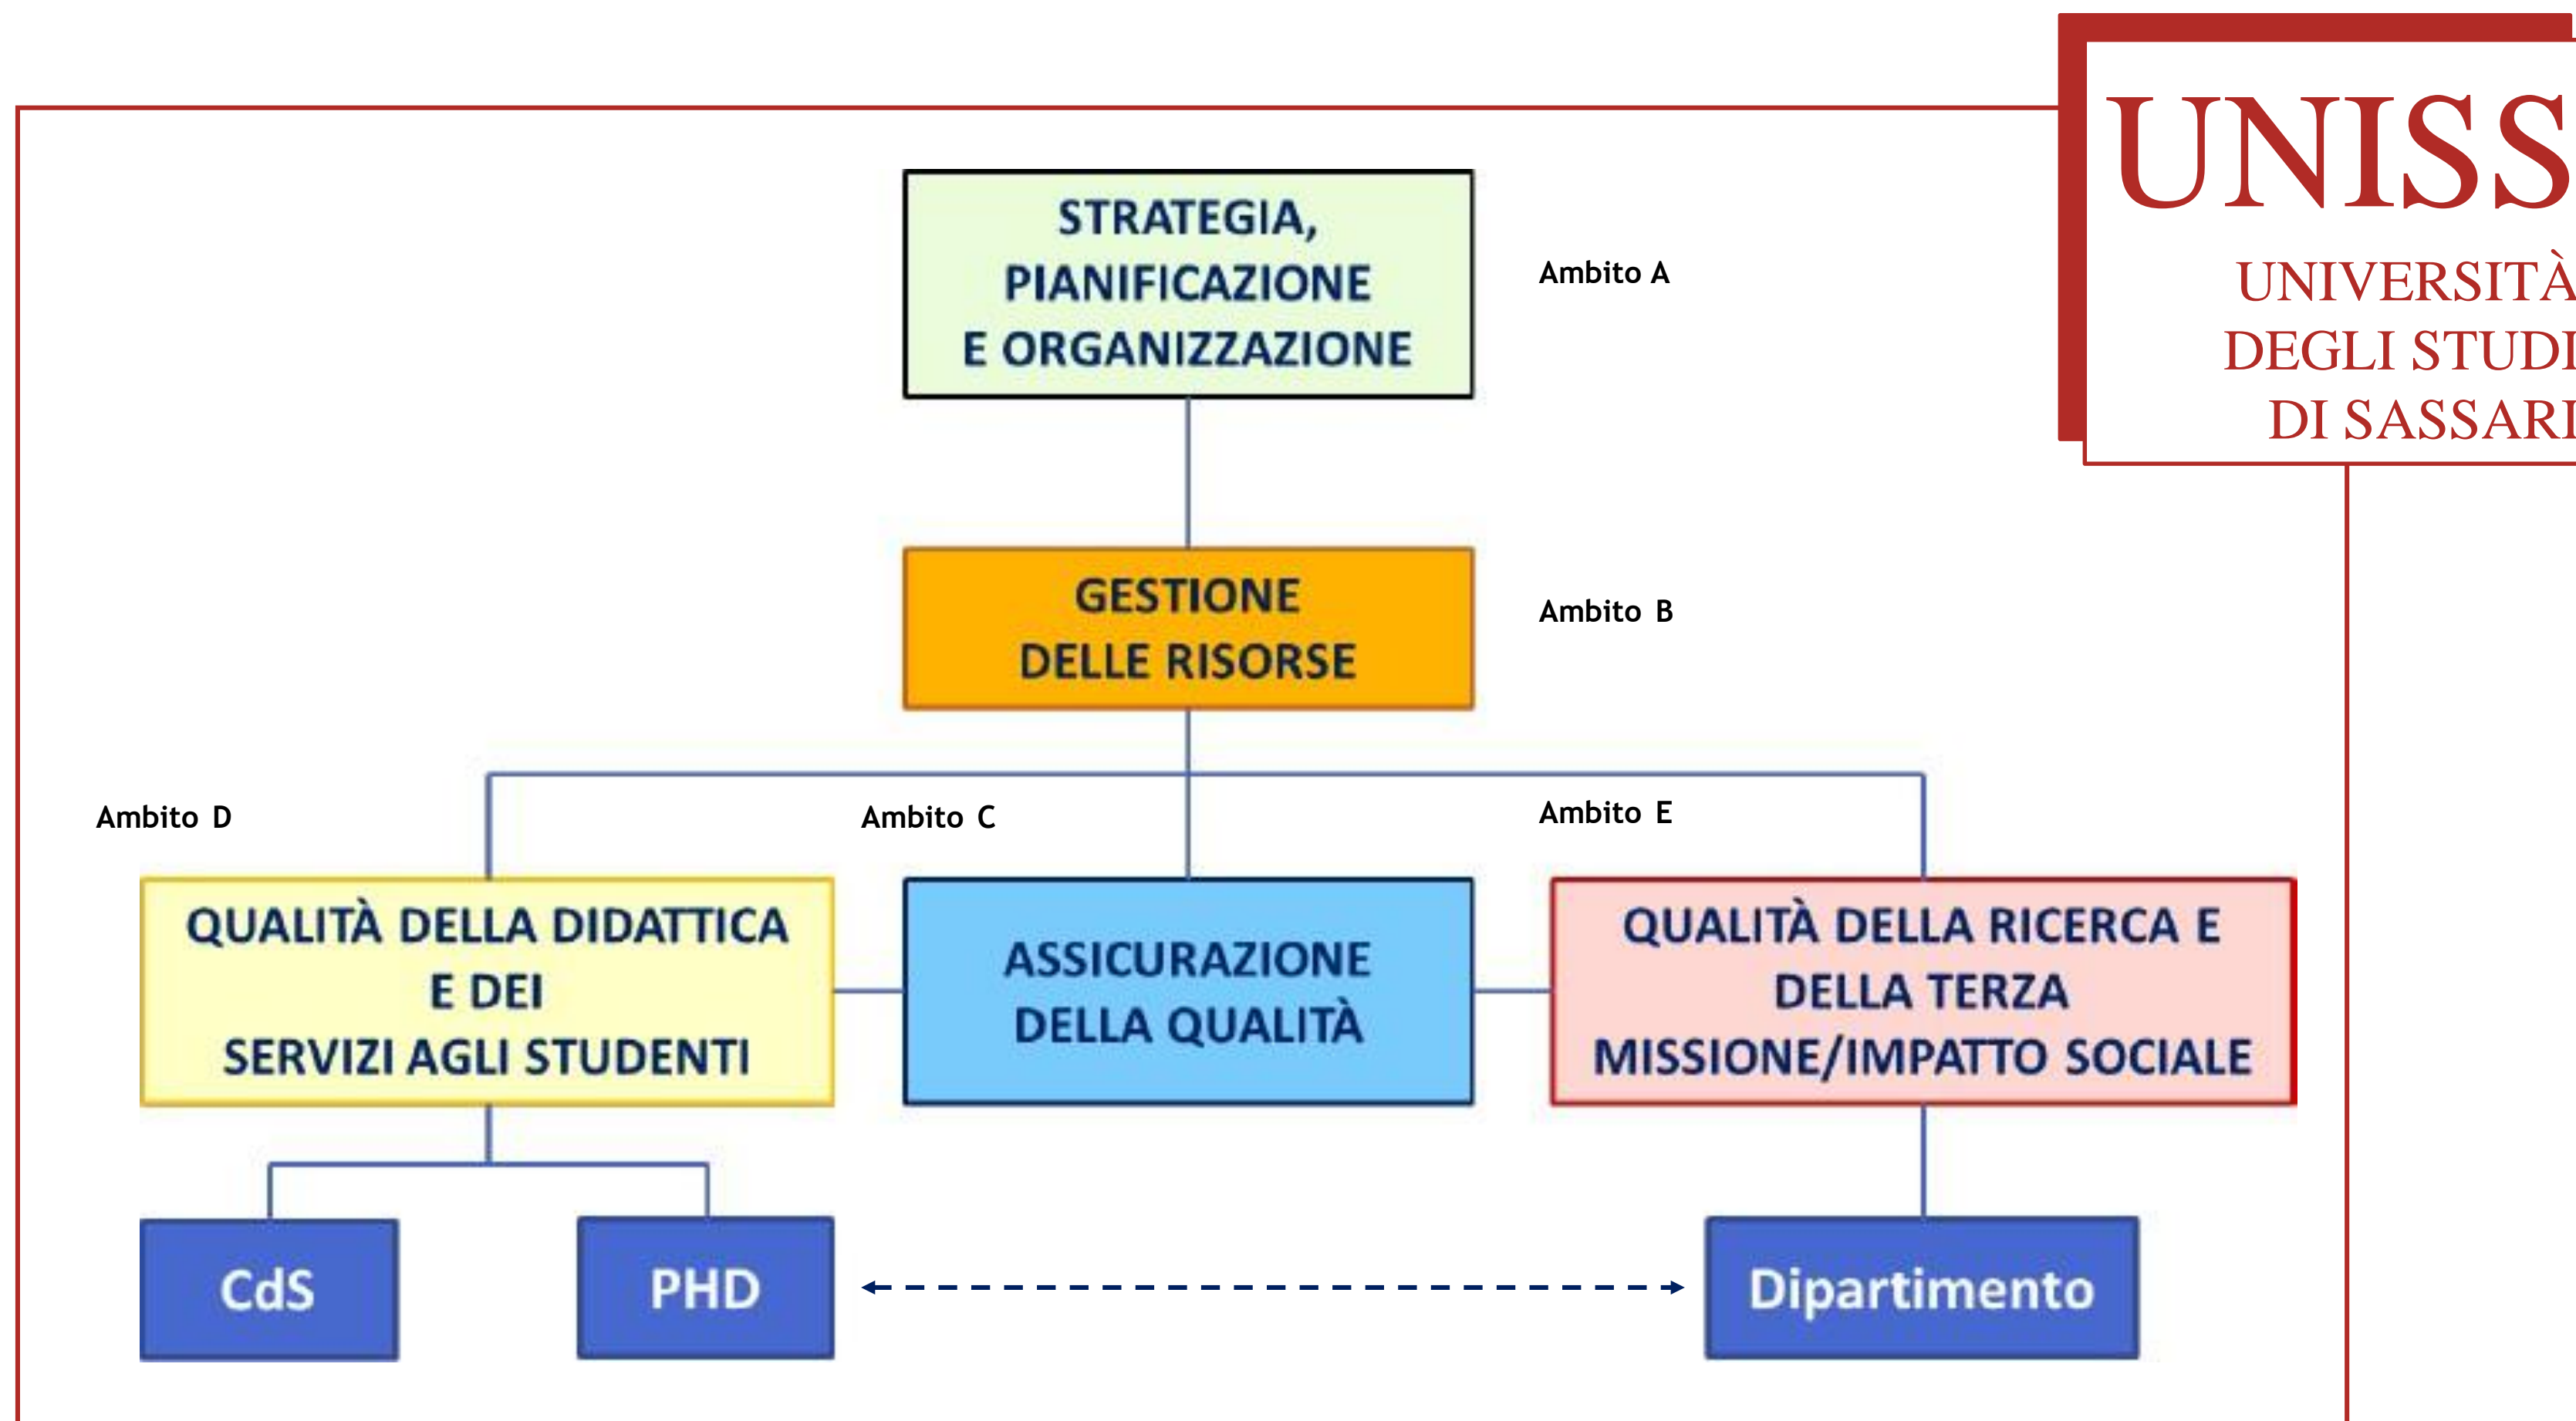 UNISS
UNIVERSITÀ
DEGLI STUDI
DI SASSARI
STRATEGIA,
PIANIFICAZIONE
E ORGANIZZAZIONE
Ambito A
GESTIONE
DELLE RISORSE
Ambito B
Ambito D
Ambito C
Ambito E
QUALITÀ DELLA DIDATTICA
E DEI
SERVIZI AGLI STUDENTI
ASSICURAZIONE
DELLA QUALITÀ
QUALITÀ DELLA RICERCA E
DELLA TERZA
MISSIONE/IMPATTO SOCIALE
CdS
PHD
Dipartimento